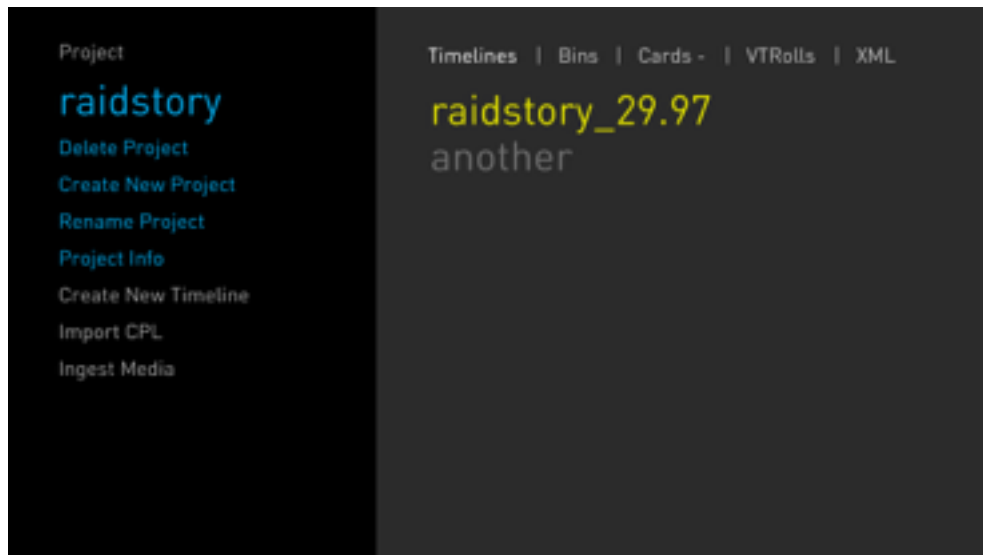 Project
raidstory
Delete Project
Create New Project
Rename Project
Project Info
Create New Timeline
Import CPL
Ingest Media
Timelines | Bins | Cards - | VTRolls | XML
raidstory_29.97
another